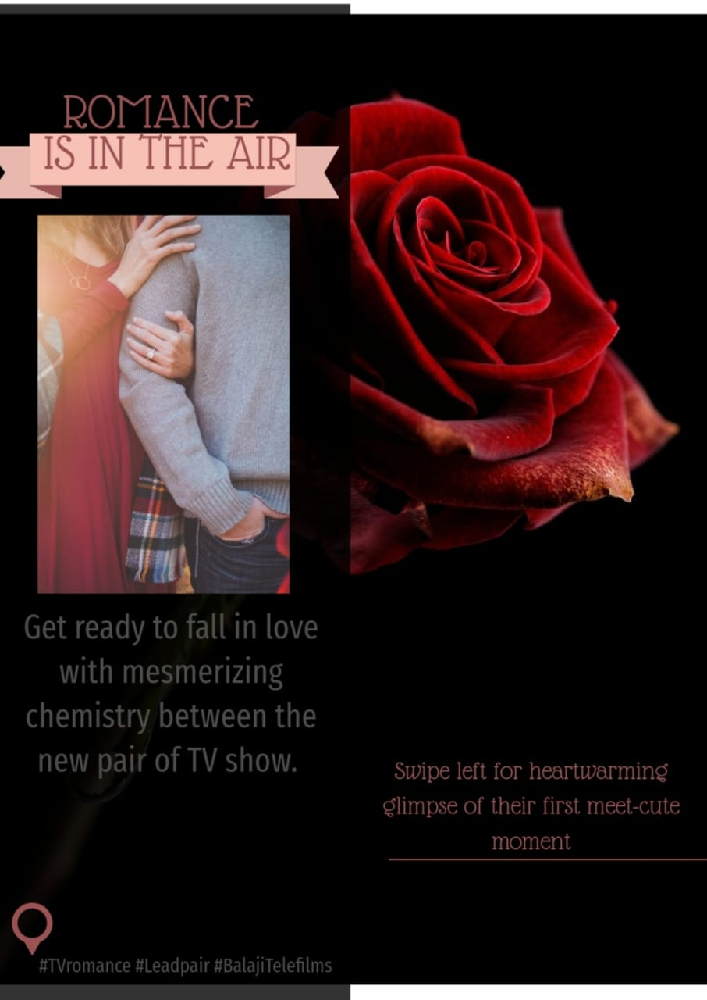 ROMANCE
IS IN THE AIR
Get ready to fall in love
with mesmerizing
chemistry between the
new pair of TV show.
Swipe left for heartwarming
glimpse of their first meet-cute
moment
#TVromance #Leadpair #BalajiTelefilms